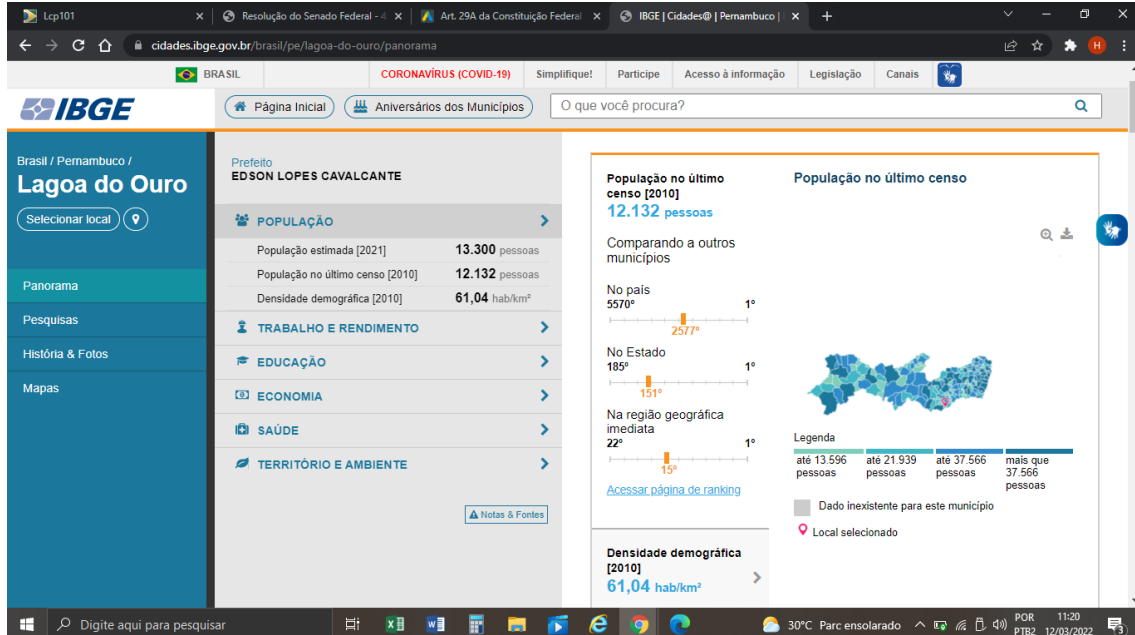 Lcp101
Resolução do Senado Federal - 4
Art. 29A da Constituição Federal
IBGE | Cidades@ | Pernambuco |
cidades.ibge.gov.br/brasil/pe/lagoa-do-ouro/panorama
H
BRASIL
CORONAVÍRUS (COVID-19)
Simplifique!
Participe
Acesso à informação
Legislação
Canais
IBGE
Página Inicial
Aniversários dos Municípios
O que você procura?
Brasil / Pernambuco /
Lagoa do Ouro
Selecionar local
Panorama
Pesquisas
História & Fotos
Mapas
Prefeito
EDSON LOPES CAVALCANTE
POPULAÇÃO
População estimada [2021] 13.300 pessoas
População no último censo [2010] 12.132 pessoas
Densidade demográfica [2010] 61,04 hab/km²
TRABALHO E RENDIMENTO
EDUCAÇÃO
ECONOMIA
SAÚDE
TERRITÓRIO E AMBIENTE
Notas & Fontes
População no último
censo [2010]
12.132 pessoas
Comparando a outros
municípios
No país
5570º 1º
2577º
No Estado
185º 1º
151º
Na região geográfica
imediata
22º 1º
15º
Acessar página de ranking
Densidade demográfica
[2010]
61,04 hab/km²
População no último censo
Legenda
até 13.596 pessoas
até 21.939 pessoas
até 37.566 pessoas
mais que 37.566 pessoas
Dado inexistente para este município
Local selecionado
Digite aqui para pesquisar
30°C Parc ensolarado
POR
PTB2
11:20
12/03/2022
3